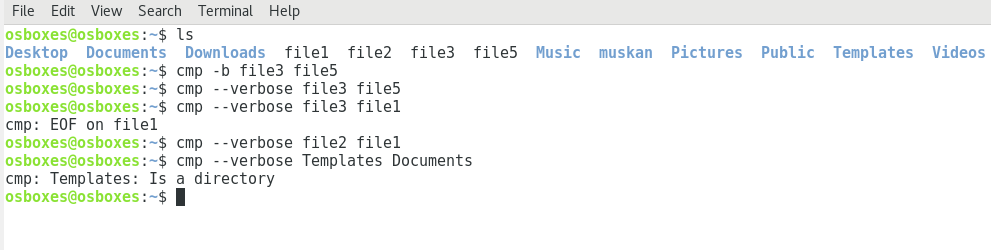 File Edit View Search Terminal Help
osboxes@osboxes:~$ ls
Desktop Documents Downloads file1 file2 file3 file5 Music muskan Pictures Public Templates Videos
osboxes@osboxes:~$ cmp -b file3 file5
osboxes@osboxes:~$ cmp --verbose file3 file5
osboxes@osboxes:~$ cmp --verbose file3 file1
cmp: EOF on file1
osboxes@osboxes:~$ cmp --verbose file2 file1
osboxes@osboxes:~$ cmp --verbose Templates Documents
cmp: Templates: Is a directory
osboxes@osboxes:~$